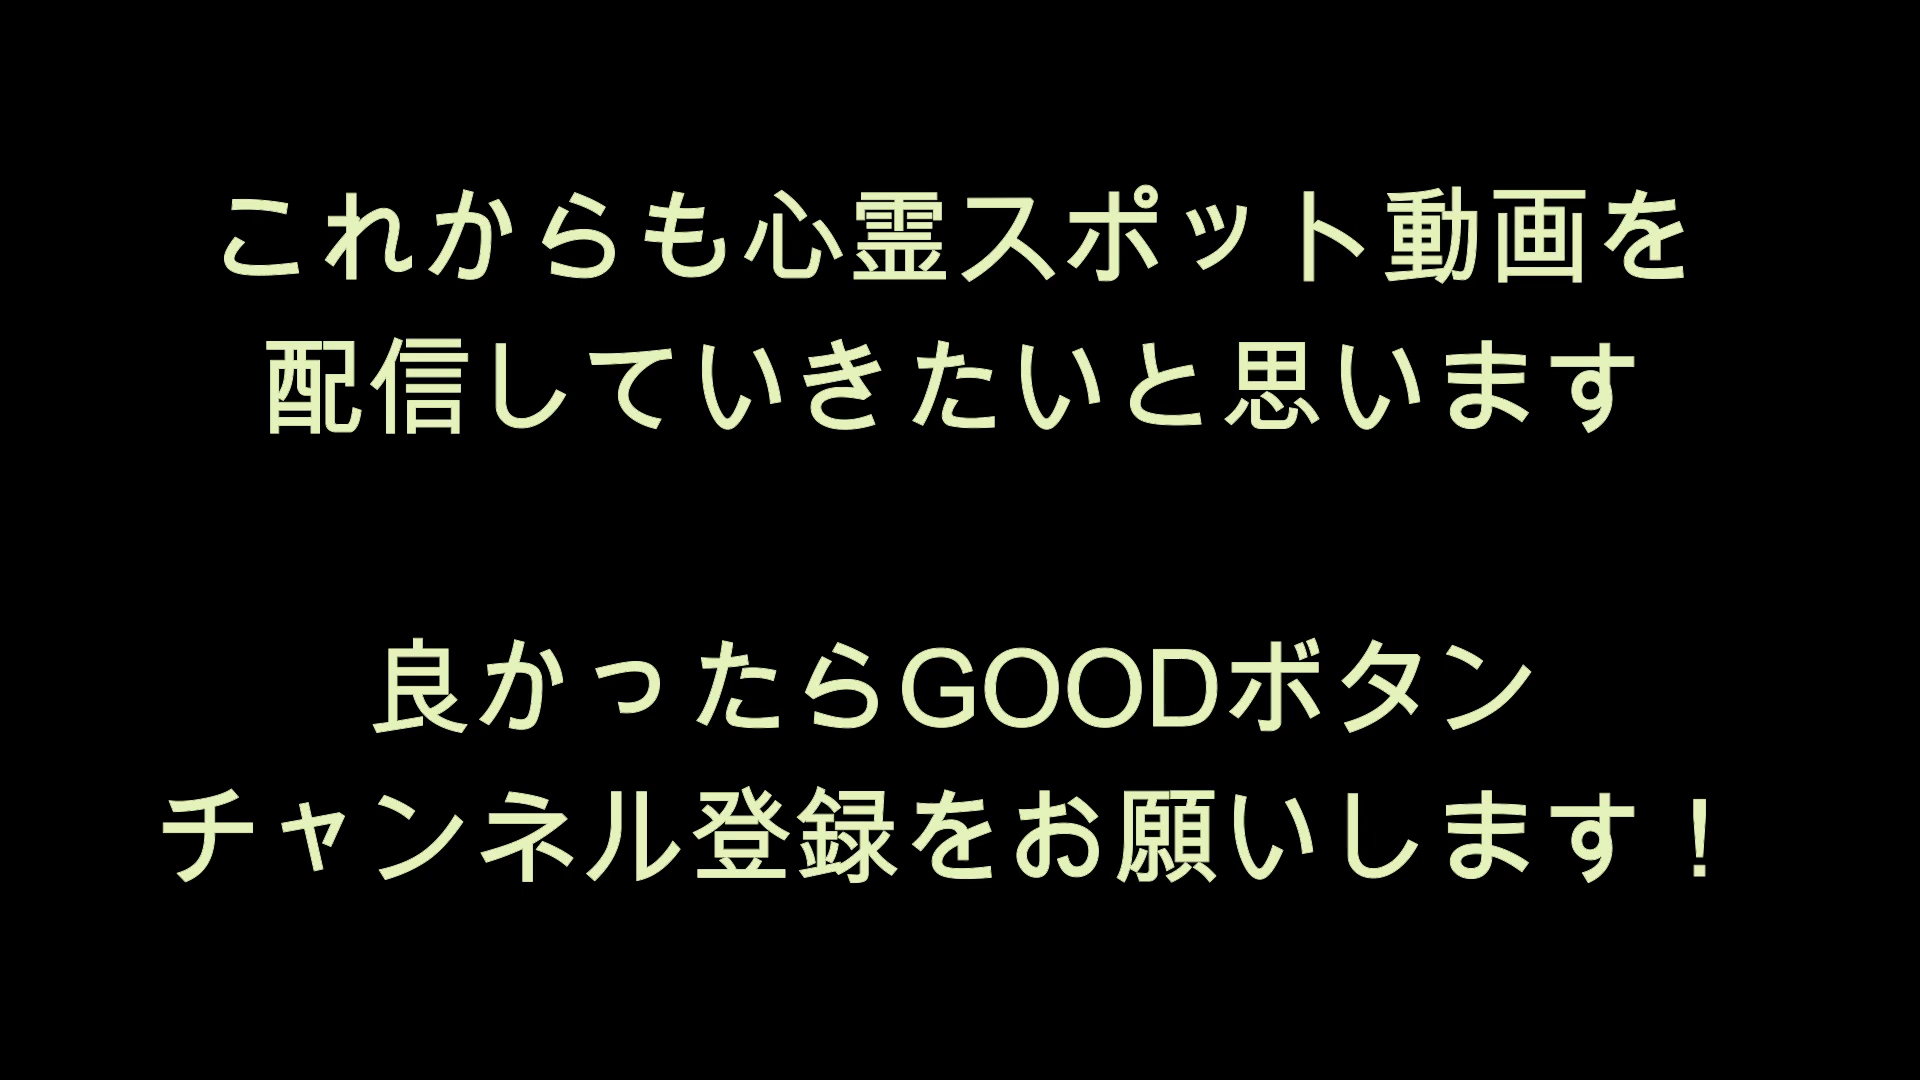 これからも心霊スポット動画を
配信していきたいと思います
良かったらGOODボタン
チャンネル登録をお願いします！